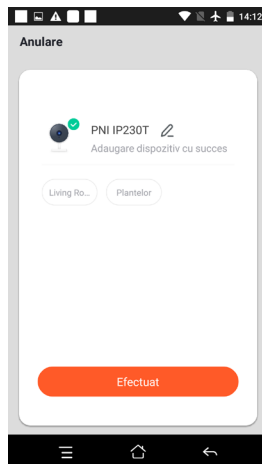 14:12
Anulare
PNI IP230T
Adaugare dispozitiv cu succes
Living Ro... Plantelor
Efectuat